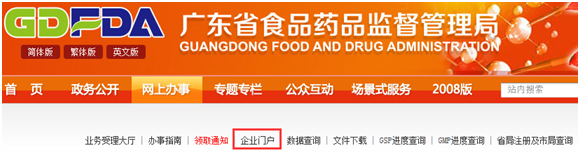 GDFDA 广东省食品药品监督管理局
GUANGDONG FOOD AND DRUG ADMINISTRATION
简体版 繁体版 英文版
首 页 政务公开 网上办事 专题专栏 公众互动 场景式服务 2008版 站内搜索
业务受理大厅 | 办事指南 | 领取通知 | 企业门户 | 数据查询 | 文件下载 | GSP进度查询 | GMP进度查询 | 省局注册及市局查询